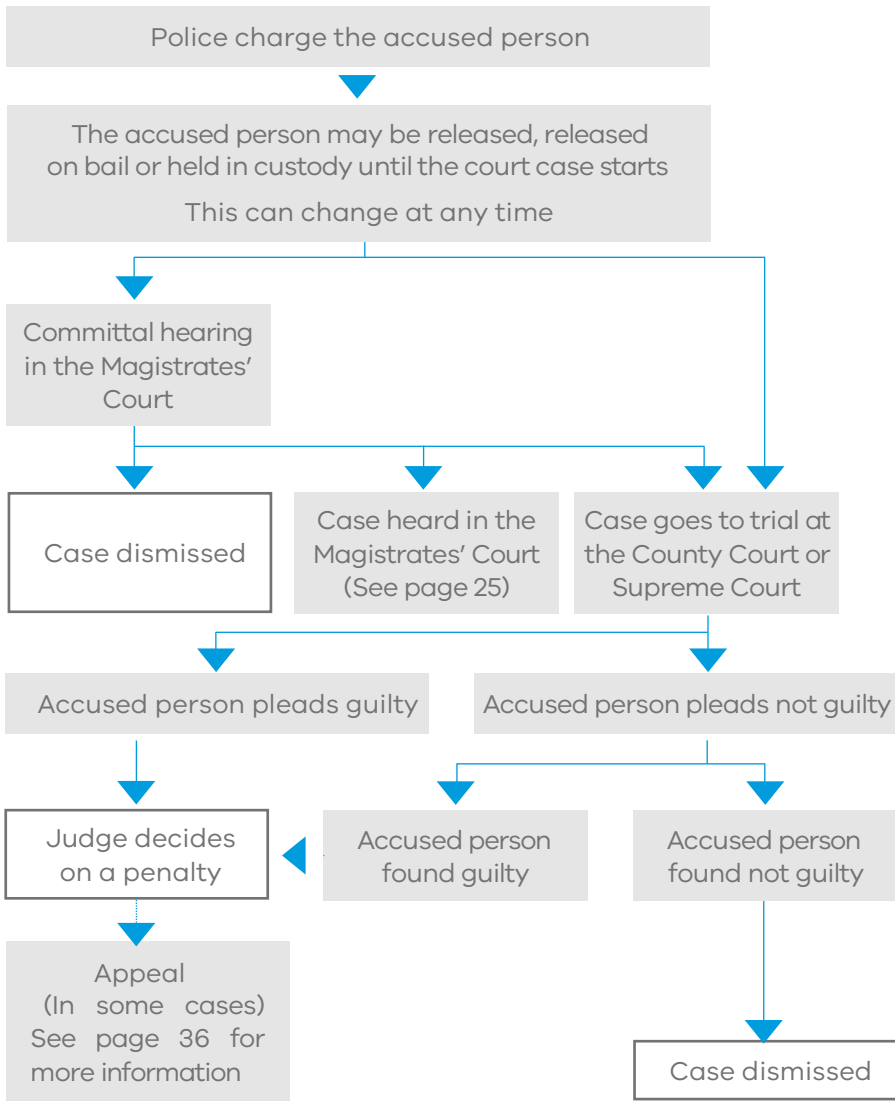 Police charge the accused person
The accused person may be released, released
on bail or held in custody until the court case starts
This can change at any time
Committal hearing
in the Magistrates’
Court
Case dismissed
Case heard in the
Magistrates’ Court
(See page 25)
Case goes to trial at
the County Court or
Supreme Court
Accused person pleads guilty
Accused person pleads not guilty
Judge decides
on a penalty
Accused person
found guilty
Accused person
found not guilty
Appeal
(In some cases)
See page 36 for
more information
Case dismissed